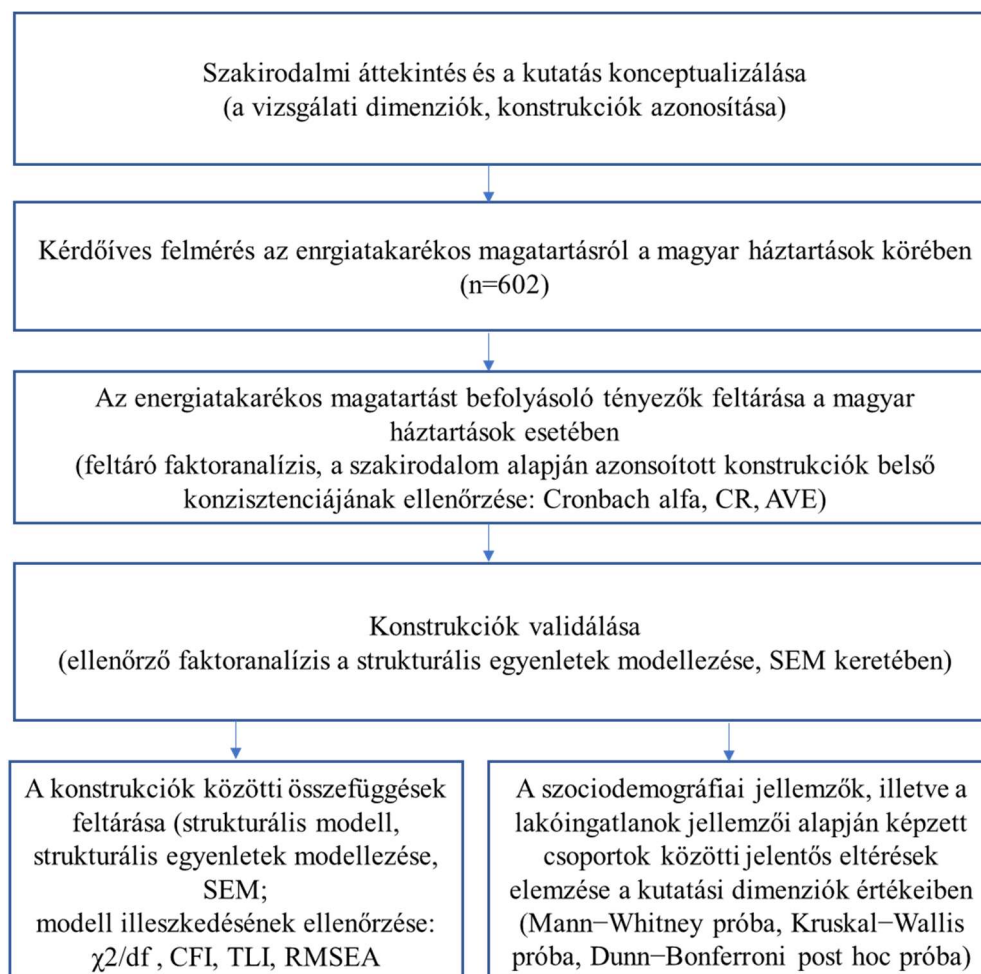 Szakirodalmi áttekintés és a kutatás konceptualizálása
(a vizsgálati dimenziók, konstrukciók azonosítása)
Kérdőíves felmérés az enrgiatakarékos magatartásról a magyar háztartások körében
(n=602)
Az energiatakarékos magatartást befolyásoló tényezők feltárása a magyar
háztartások esetében
(feltáró faktoranalízis, a szakirodalom alapján azonsoított konstrukciók belső
konzisztenciájának ellenőrzése: Cronbach alfa, CR, AVE)
Konstrukciók validálása
(ellenőrző faktoranalízis a strukturális egyenletek modellezése, SEM keretében)
A konstrukciók közötti összefüggések
feltárása (strukturális modell,
strukturális egyenletek modellezése,
SEM;
modell illeszkedésének ellenőrzése:
χ2/df , CFI, TLI, RMSEA
A szociodemográfiai jellemzők, illetve a
lakóingatlanok jellemzői alapján képzett
csoportok közötti jelentős eltérések
elemzése a kutatási dimenziók értékeiben
(Mann−Whitney próba, Kruskal−Wallis
próba, Dunn−Bonferroni post hoc próba)